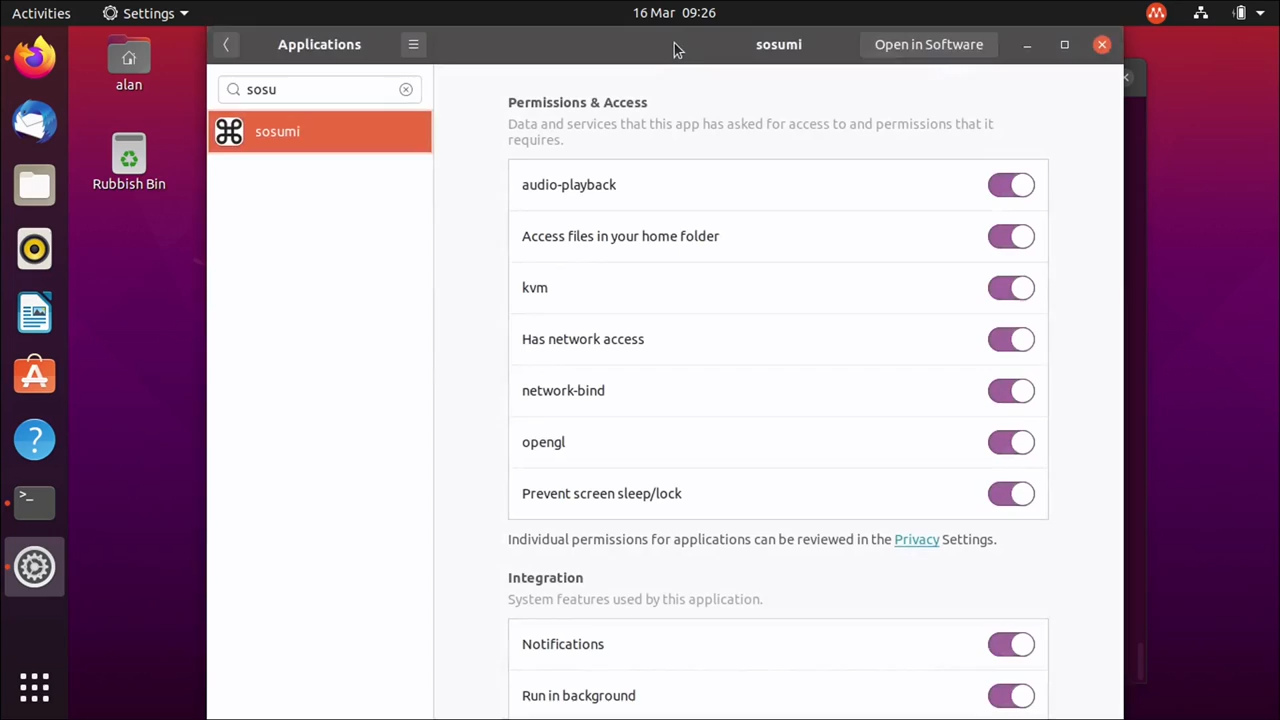 Activities
Settings
16 Mar 09:26
alan
Rubbish Bin
Applications
sosumi
Open in Software
sosu
sosumi
Permissions & Access
Data and services that this app has asked for access to and permissions that it
requires.
audio-playback
Access files in your home folder
kvm
Has network access
network-bind
opengl
Prevent screen sleep/lock
Individual permissions for applications can be reviewed in the Privacy Settings.
Integration
System features used by this application.
Notifications
Run in background